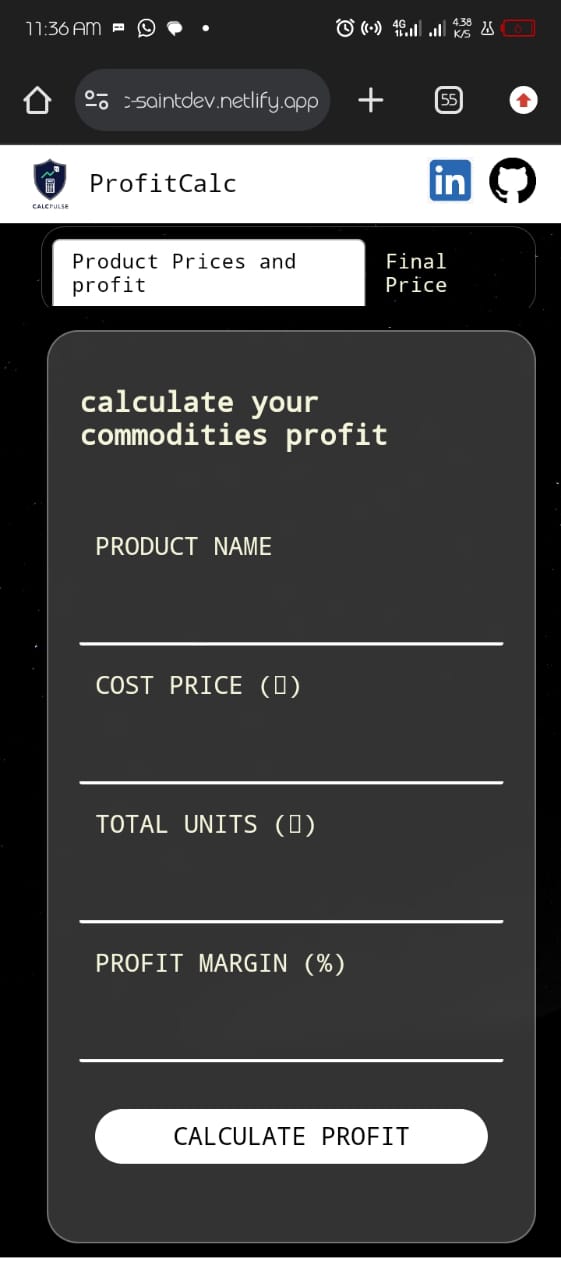 11:36 AM
4G
4.38
K/S
6
:-saintdev.netlify.app
55
CALCPULSE
ProfitCalc
in
Product Prices and
profit
Final
Price
calculate your
commodities profit
PRODUCT NAME
COST PRICE (▯)
TOTAL UNITS (▯)
PROFIT MARGIN (%)
CALCULATE PROFIT